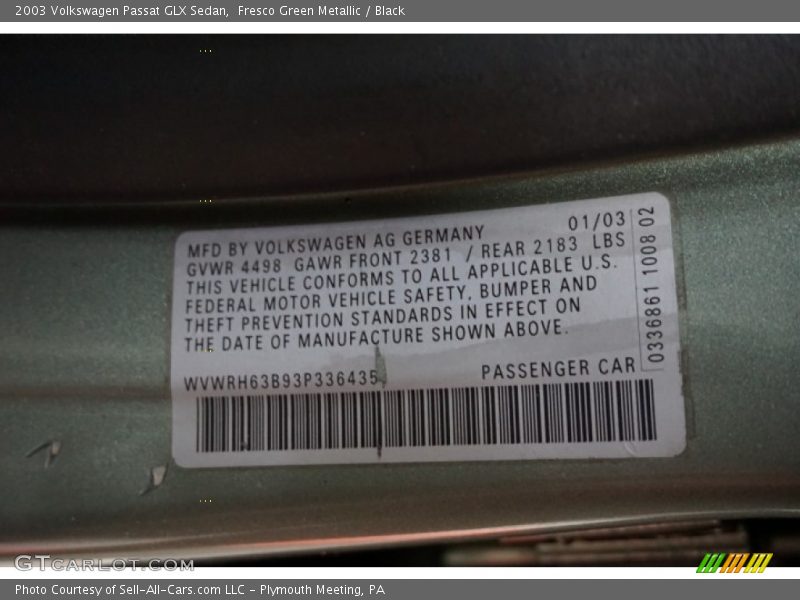 2003 Volkswagen Passat GLX Sedan,  Fresco Green Metallic / Black
MFD BY VOLKSWAGEN AG GERMANY 01/03
GVWR 4498 GAWR FRONT 2381 / REAR 2183 LBS
THIS VEHICLE CONFORMS TO ALL APPLICABLE U.S.
FEDERAL MOTOR VEHICLE SAFETY, BUMPER AND
THEFT PREVENTION STANDARDS IN EFFECT ON
THE DATE OF MANUFACTURE SHOWN ABOVE.
0336861 1008 02
WVWRH63B93P336435 PASSENGER CAR
GTCARLOT.COM
Photo Courtesy of Sell-All-Cars.com LLC - Plymouth Meeting, PA